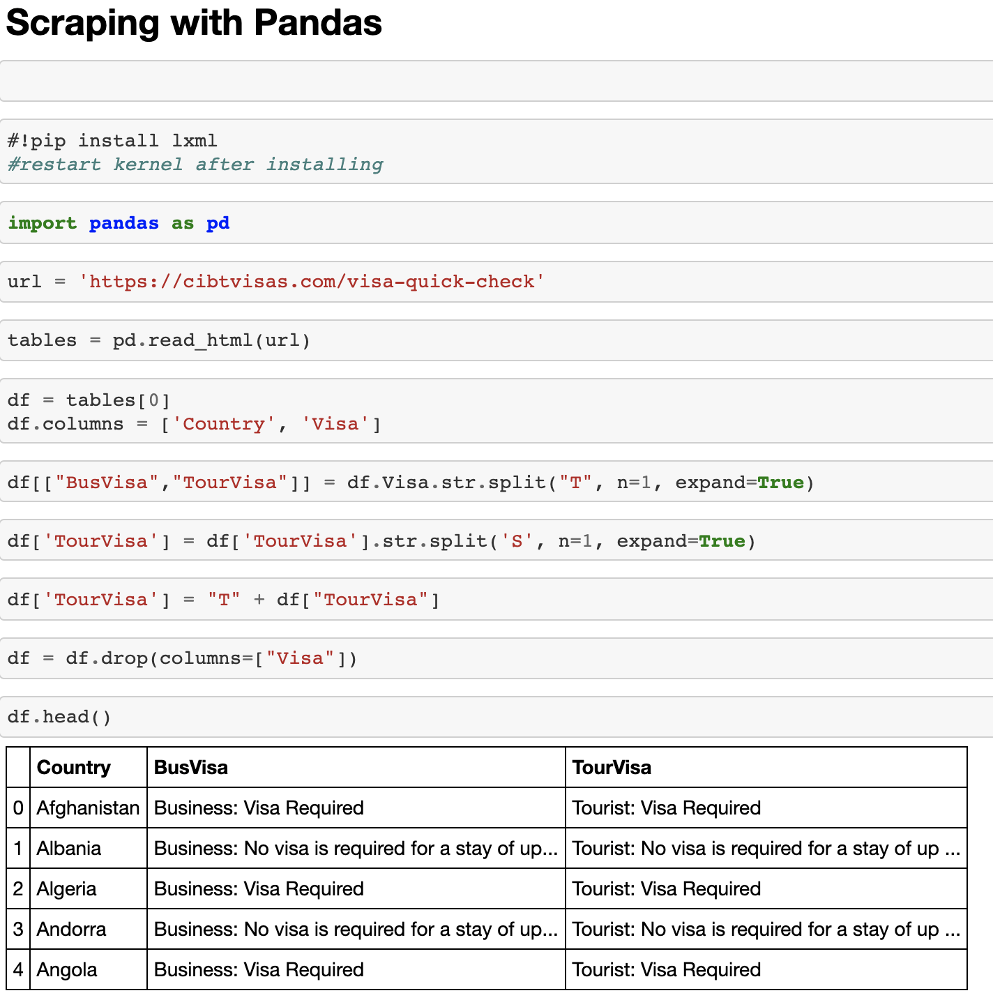 Scraping with Pandas
#!pip install lxml
#restart kernel after installing
import pandas as pd
url = 'https://cibtvisas.com/visa-quick-check'
tables = pd.read_html(url)
df = tables[0]
df.columns = ['Country', 'Visa']
df[["BusVisa","TourVisa"]] = df.Visa.str.split("T", n=1, expand=True)
df['TourVisa'] = df['TourVisa'].str.split('S', n=1, expand=True)
df['TourVisa'] = "T" + df["TourVisa"]
df = df.drop(columns=["Visa"])
df.head()
Country BusVisa TourVisa
0 Afghanistan Business: Visa Required Tourist: Visa Required
1 Albania Business: No visa is required for a stay of up... Tourist: No visa is required for a stay of up ...
2 Algeria Business: Visa Required Tourist: Visa Required
3 Andorra Business: No visa is required for a stay of up... Tourist: No visa is required for a stay of up ...
4 Angola Business: Visa Required Tourist: Visa Required